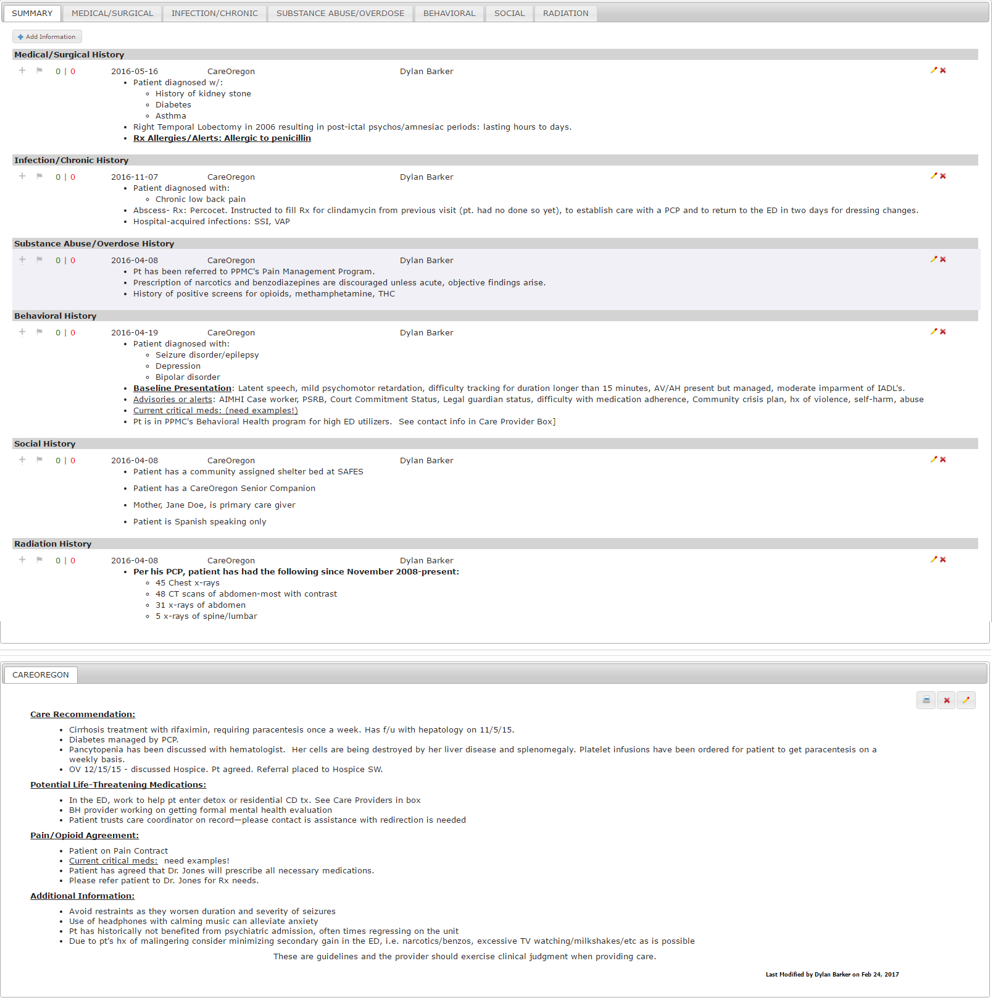 SUMMARY MEDICAL/SURGICAL INFECTION/CHRONIC SUBSTANCE ABUSE/OVERDOSE BEHAVIORAL SOCIAL RADIATION
Add Information
Medical/Surgical History
0 | 0 2016-05-16 CareOregon Dylan Barker
• Patient diagnosed w/:
◦ History of kidney stone
◦ Diabetes
◦ Asthma
• Right Temporal Lobectomy in 2006 resulting in post-ictal psychos/amnesiac periods: lasting hours to days.
• Rx Allergies/Alerts: Allergic to penicillin
Infection/Chronic History
0 | 0 2016-11-07 CareOregon Dylan Barker
• Patient diagnosed with:
◦ Chronic low back pain
• Abscess- Rx: Percocet. Instructed to fill Rx for clindamycin from previous visit (pt. had no done so yet), to establish care with a PCP and to return to the ED in two days for dressing changes.
• Hospital-acquired infections: SSI, VAP
Substance Abuse/Overdose History
0 | 0 2016-04-08 CareOregon Dylan Barker
• Pt has been referred to PPMC's Pain Management Program.
• Prescription of narcotics and benzodiazepines are discouraged unless acute, objective findings arise.
• History of positive screens for opioids, methamphetamine, THC
Behavioral History
0 | 0 2016-04-19 CareOregon Dylan Barker
• Patient diagnosed with:
◦ Seizure disorder/epilepsy
◦ Depression
◦ Bipolar disorder
• Baseline Presentation: Latent speech, mild psychomotor retardation, difficulty tracking for duration longer than 15 minutes, AV/AH present but managed, moderate imparment of IADL's.
• Advisories or alerts: AIMHI Case worker, PSRB, Court Commitment Status, Legal guardian status, difficulty with medication adherence, Community crisis plan, hx of violence, self-harm, abuse
• Current critical meds: (need examples!)
• Pt is in PPMC's Behavioral Health program for high ED utilizers. See contact info in Care Provider Box]
Social History
0 | 0 2016-04-08 CareOregon Dylan Barker
• Patient has a community assigned shelter bed at SAFES
• Patient has a CareOregon Senior Companion
• Mother, Jane Doe, is primary care giver
• Patient is Spanish speaking only
Radiation History
0 | 0 2016-04-08 CareOregon Dylan Barker
• Per his PCP, patient has had the following since November 2008-present:
◦ 45 Chest x-rays
◦ 48 CT scans of abdomen-most with contrast
◦ 31 x-rays of abdomen
◦ 5 x-rays of spine/lumbar
CAREOREGON
Care Recommendation:
• Cirrhosis treatment with rifaximin, requiring paracentesis once a week. Has f/u with hepatology on 11/5/15.
• Diabetes managed by PCP.
• Pancytopenia has been discussed with hematologist. Her cells are being destroyed by her liver disease and splenomegaly. Platelet infusions have been ordered for patient to get paracentesis on a
weekly basis.
• OV 12/15/15 - discussed Hospice. Pt agreed. Referral placed to Hospice SW.
Potential Life-Threatening Medications:
• In the ED, work to help pt enter detox or residential CD tx. See Care Providers in box
• BH provider working on getting formal mental health evaluation
• Patient trusts care coordinator on record—please contact is assistance with redirection is needed
Pain/Opioid Agreement:
• Patient on Pain Contract
• Current critical meds: need examples!
• Patient has agreed that Dr. Jones will prescribe all necessary medications.
• Please refer patient to Dr. Jones for Rx needs.
Additional Information:
• Avoid restraints as they worsen duration and severity of seizures
• Use of headphones with calming music can alleviate anxiety
• Pt has historically not benefited from psychiatric admission, often times regressing on the unit
• Due to pt's hx of malingering consider minimizing secondary gain in the ED, i.e. narcotics/benzos, excessive TV watching/milkshakes/etc as is possible
These are guidelines and the provider should exercise clinical judgment when providing care.
Last Modified by Dylan Barker on Feb 24, 2017